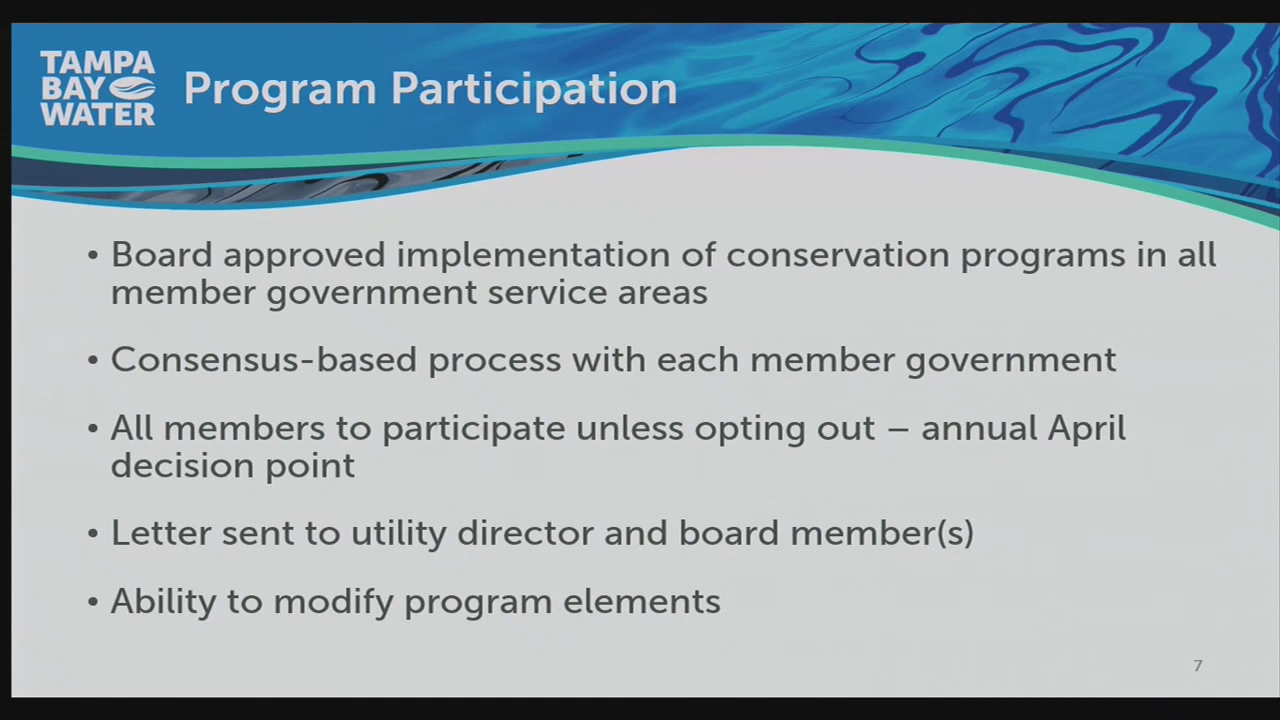 TAMPA
BAY
WATER
Program Participation
• Board approved implementation of conservation programs in all
member government service areas
• Consensus-based process with each member government
• All members to participate unless opting out – annual April
decision point
• Letter sent to utility director and board member(s)
• Ability to modify program elements
7